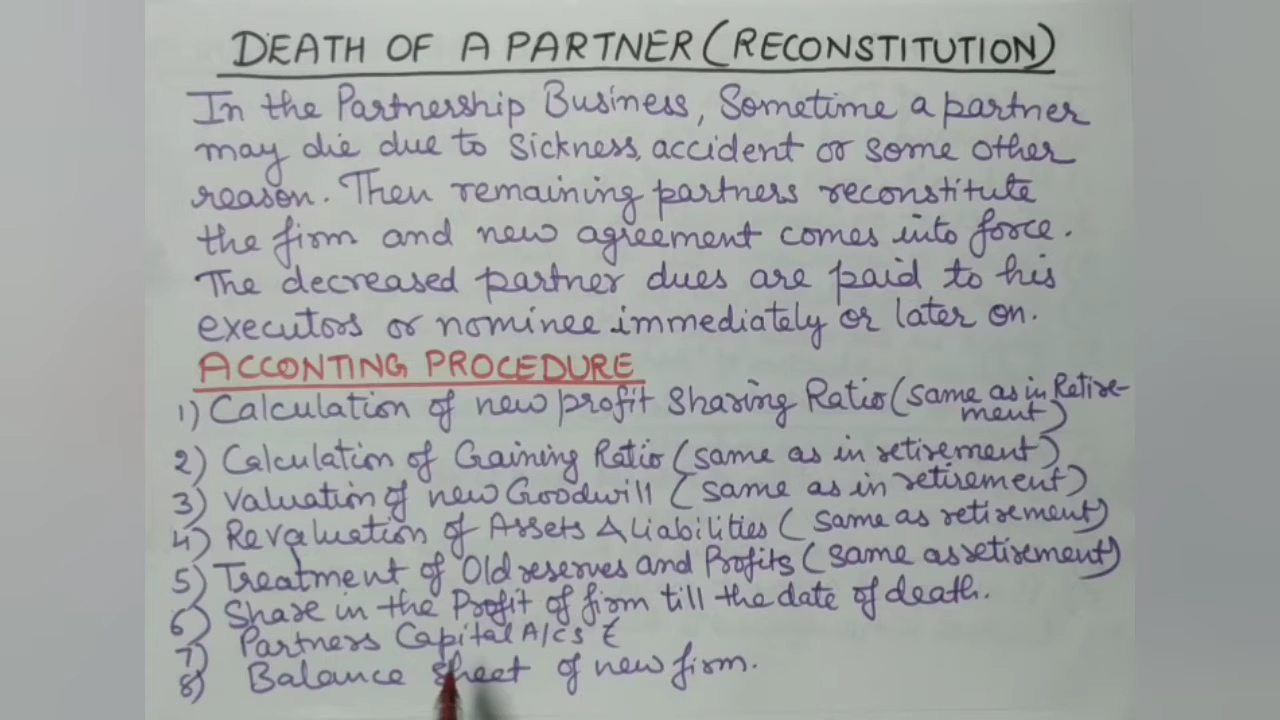 DEATH OF A PARTNER (RECONSTITUTION)
In the Partnership Business, Sometime a partner
may die due to sickness, accident or some other
reason. Then remaining partners reconstitute
the firm and new agreement comes into force.
The decreased partner dues are paid to his
executors or nominee immediately or later on.
ACCONTING PROCEDURE
1) Calculation of new profit Sharing Ratio (same as in Retire-
ment)
2) Calculation of Gaining Ratio (same as in retirement)
3) Valuation of new Goodwill (same as in retirement)
4) Revaluation of Assets & liabilities (same as retirement)
5) Treatment of Old reserves and Profits (same as retirement)
6) Share in the Profit of firm till the date of death.
7) Partners Capital A/cs &
8) Balance Sheet of new firm.